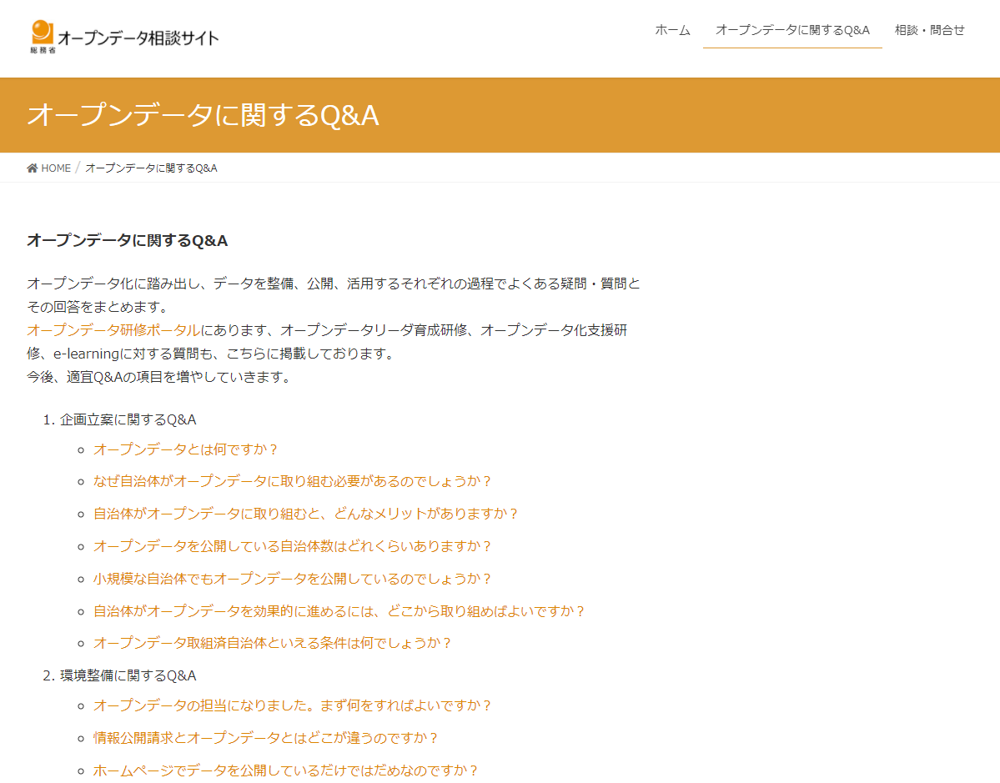 総務省
オープンデータ相談サイト
ホーム
オープンデータに関するQ&A
相談・問合せ
オープンデータに関するQ&A
HOME / オープンデータに関するQ&A
オープンデータに関するQ&A
オープンデータ化に踏み出し、データを整備、公開、活用するそれぞれの過程でよくある疑問・質問と
その回答をまとめます。
オープンデータ研修ポータルにあります、オープンデータリーダ育成研修、オープンデータ化支援研
修、e-learningに対する質問も、こちらに掲載しております。
今後、適宜Q&Aの項目を増やしていきます。
1. 企画立案に関するQ&A
オープンデータとは何ですか？
なぜ自治体がオープンデータに取り組む必要があるのでしょうか？
自治体がオープンデータに取り組むと、どんなメリットがありますか？
オープンデータを公開している自治体数はどれくらいありますか？
小規模な自治体でもオープンデータを公開しているのでしょうか？
自治体がオープンデータを効果的に進めるには、どこから取り組めばよいですか？
オープンデータ取組済自治体といえる条件は何でしょうか？
2. 環境整備に関するQ&A
オープンデータの担当になりました。まず何をすればよいですか？
情報公開請求とオープンデータとはどこが違うのですか？
ホームページでデータを公開しているだけではだめなのですか？